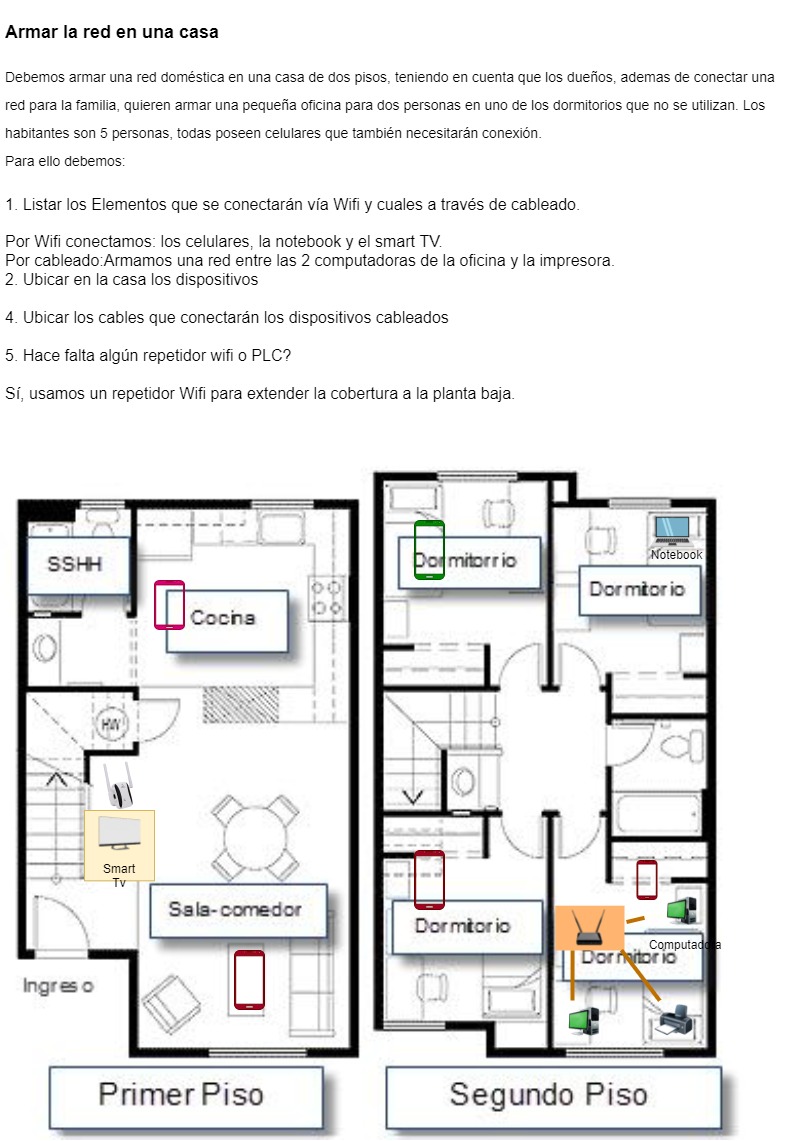 Armar la red en una casa
Debemos armar una red doméstica en una casa de dos pisos, teniendo en cuenta que los dueños, ademas de conectar una
red para la familia, quieren armar una pequeña oficina para dos personas en uno de los dormitorios que no se utilizan. Los
habitantes son 5 personas, todas poseen celulares que también necesitarán conexión.
Para ello debemos:
1. Listar los Elementos que se conectarán vía Wifi y cuales a través de cableado.
Por Wifi conectamos: los celulares, la notebook y el smart TV.
Por cableado:Armamos una red entre las 2 computadoras de la oficina y la impresora.
2. Ubicar en la casa los dispositivos
4. Ubicar los cables que conectarán los dispositivos cableados
5. Hace falta algún repetidor wifi o PLC?
Sí, usamos un repetidor Wifi para extender la cobertura a la planta baja.
SSHH
Cocina
HW
Smart
Tv
Sala-comedor
Ingreso
Primer Piso
Dormitorrio
Notebook
Dormitorio
Dormitorio
Computadora
Dormitorio
Segundo Piso